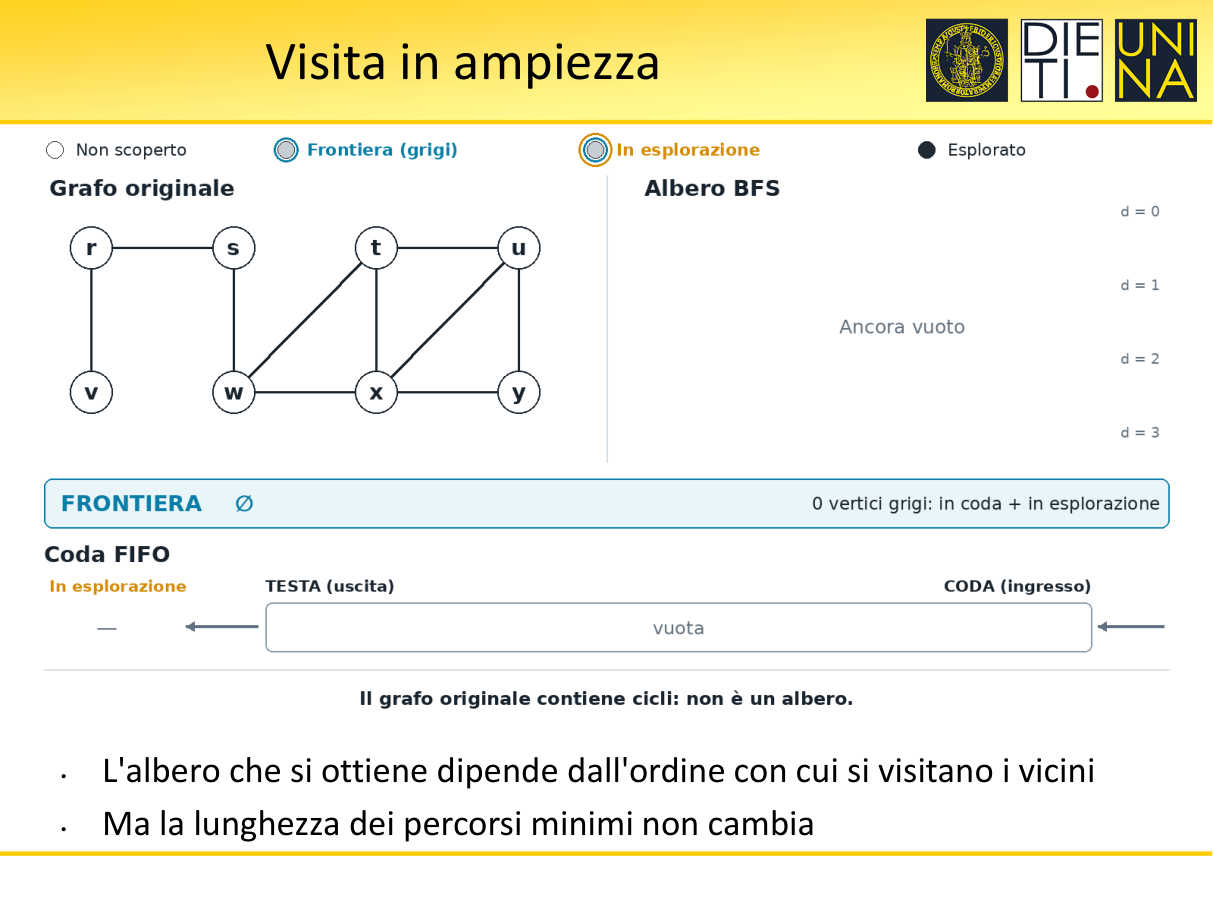 Visita in ampiezza
DIE
TI.
UNI
NA
Non scoperto
Frontiera (grigi)
In esplorazione
Esplorato
Grafo originale
Albero BFS
d = 0
r
s
t
u
d = 1
Ancora vuoto
d = 2
v
w
x
y
d = 3
FRONTIERA Ø
0 vertici grigi: in coda + in esplorazione
Coda FIFO
In esplorazione
TESTA (uscita)
CODA (ingresso)
—
vuota
Il grafo originale contiene cicli: non è un albero.
• L'albero che si ottiene dipende dall'ordine con cui si visitano i vicini
• Ma la lunghezza dei percorsi minimi non cambia